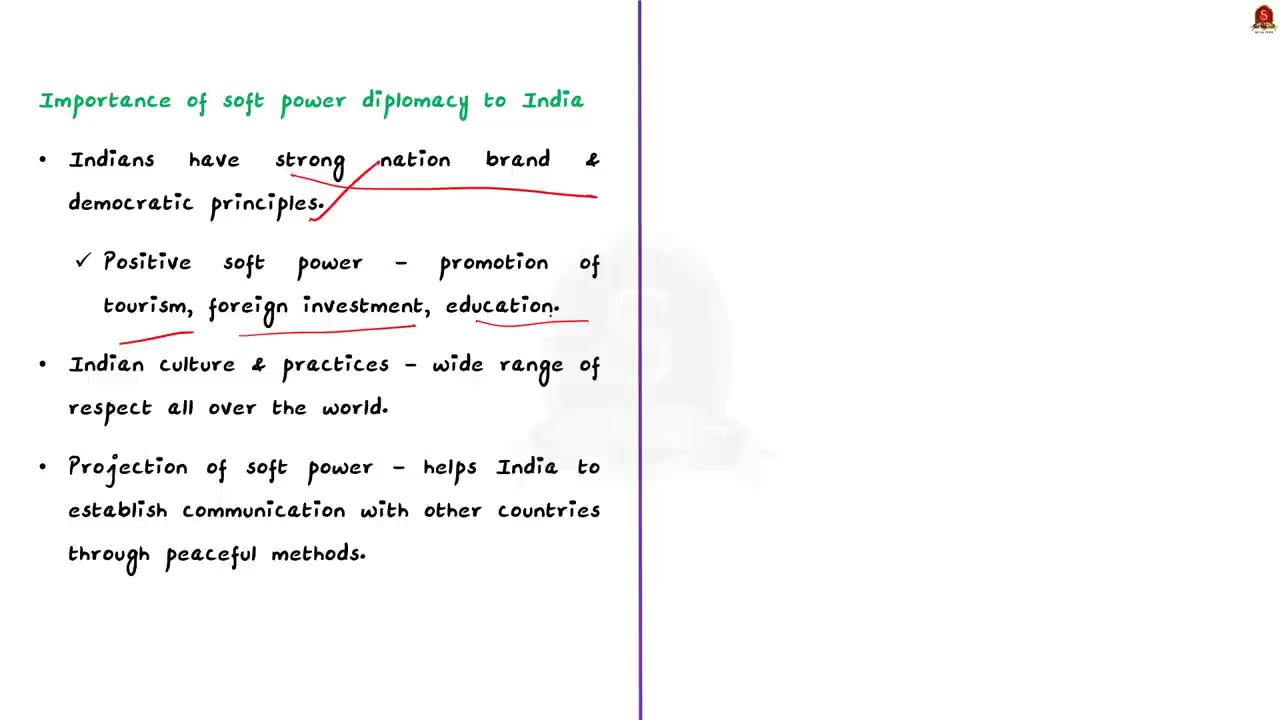 Importance of soft power diplomacy to India
• Indians have strong nation brand &
democratic principles.
✓ Positive soft power – promotion of
tourism, foreign investment, education.
• Indian culture & practices – wide range of
respect all over the world.
• Projection of soft power – helps India to
establish communication with other countries
through peaceful methods.
S